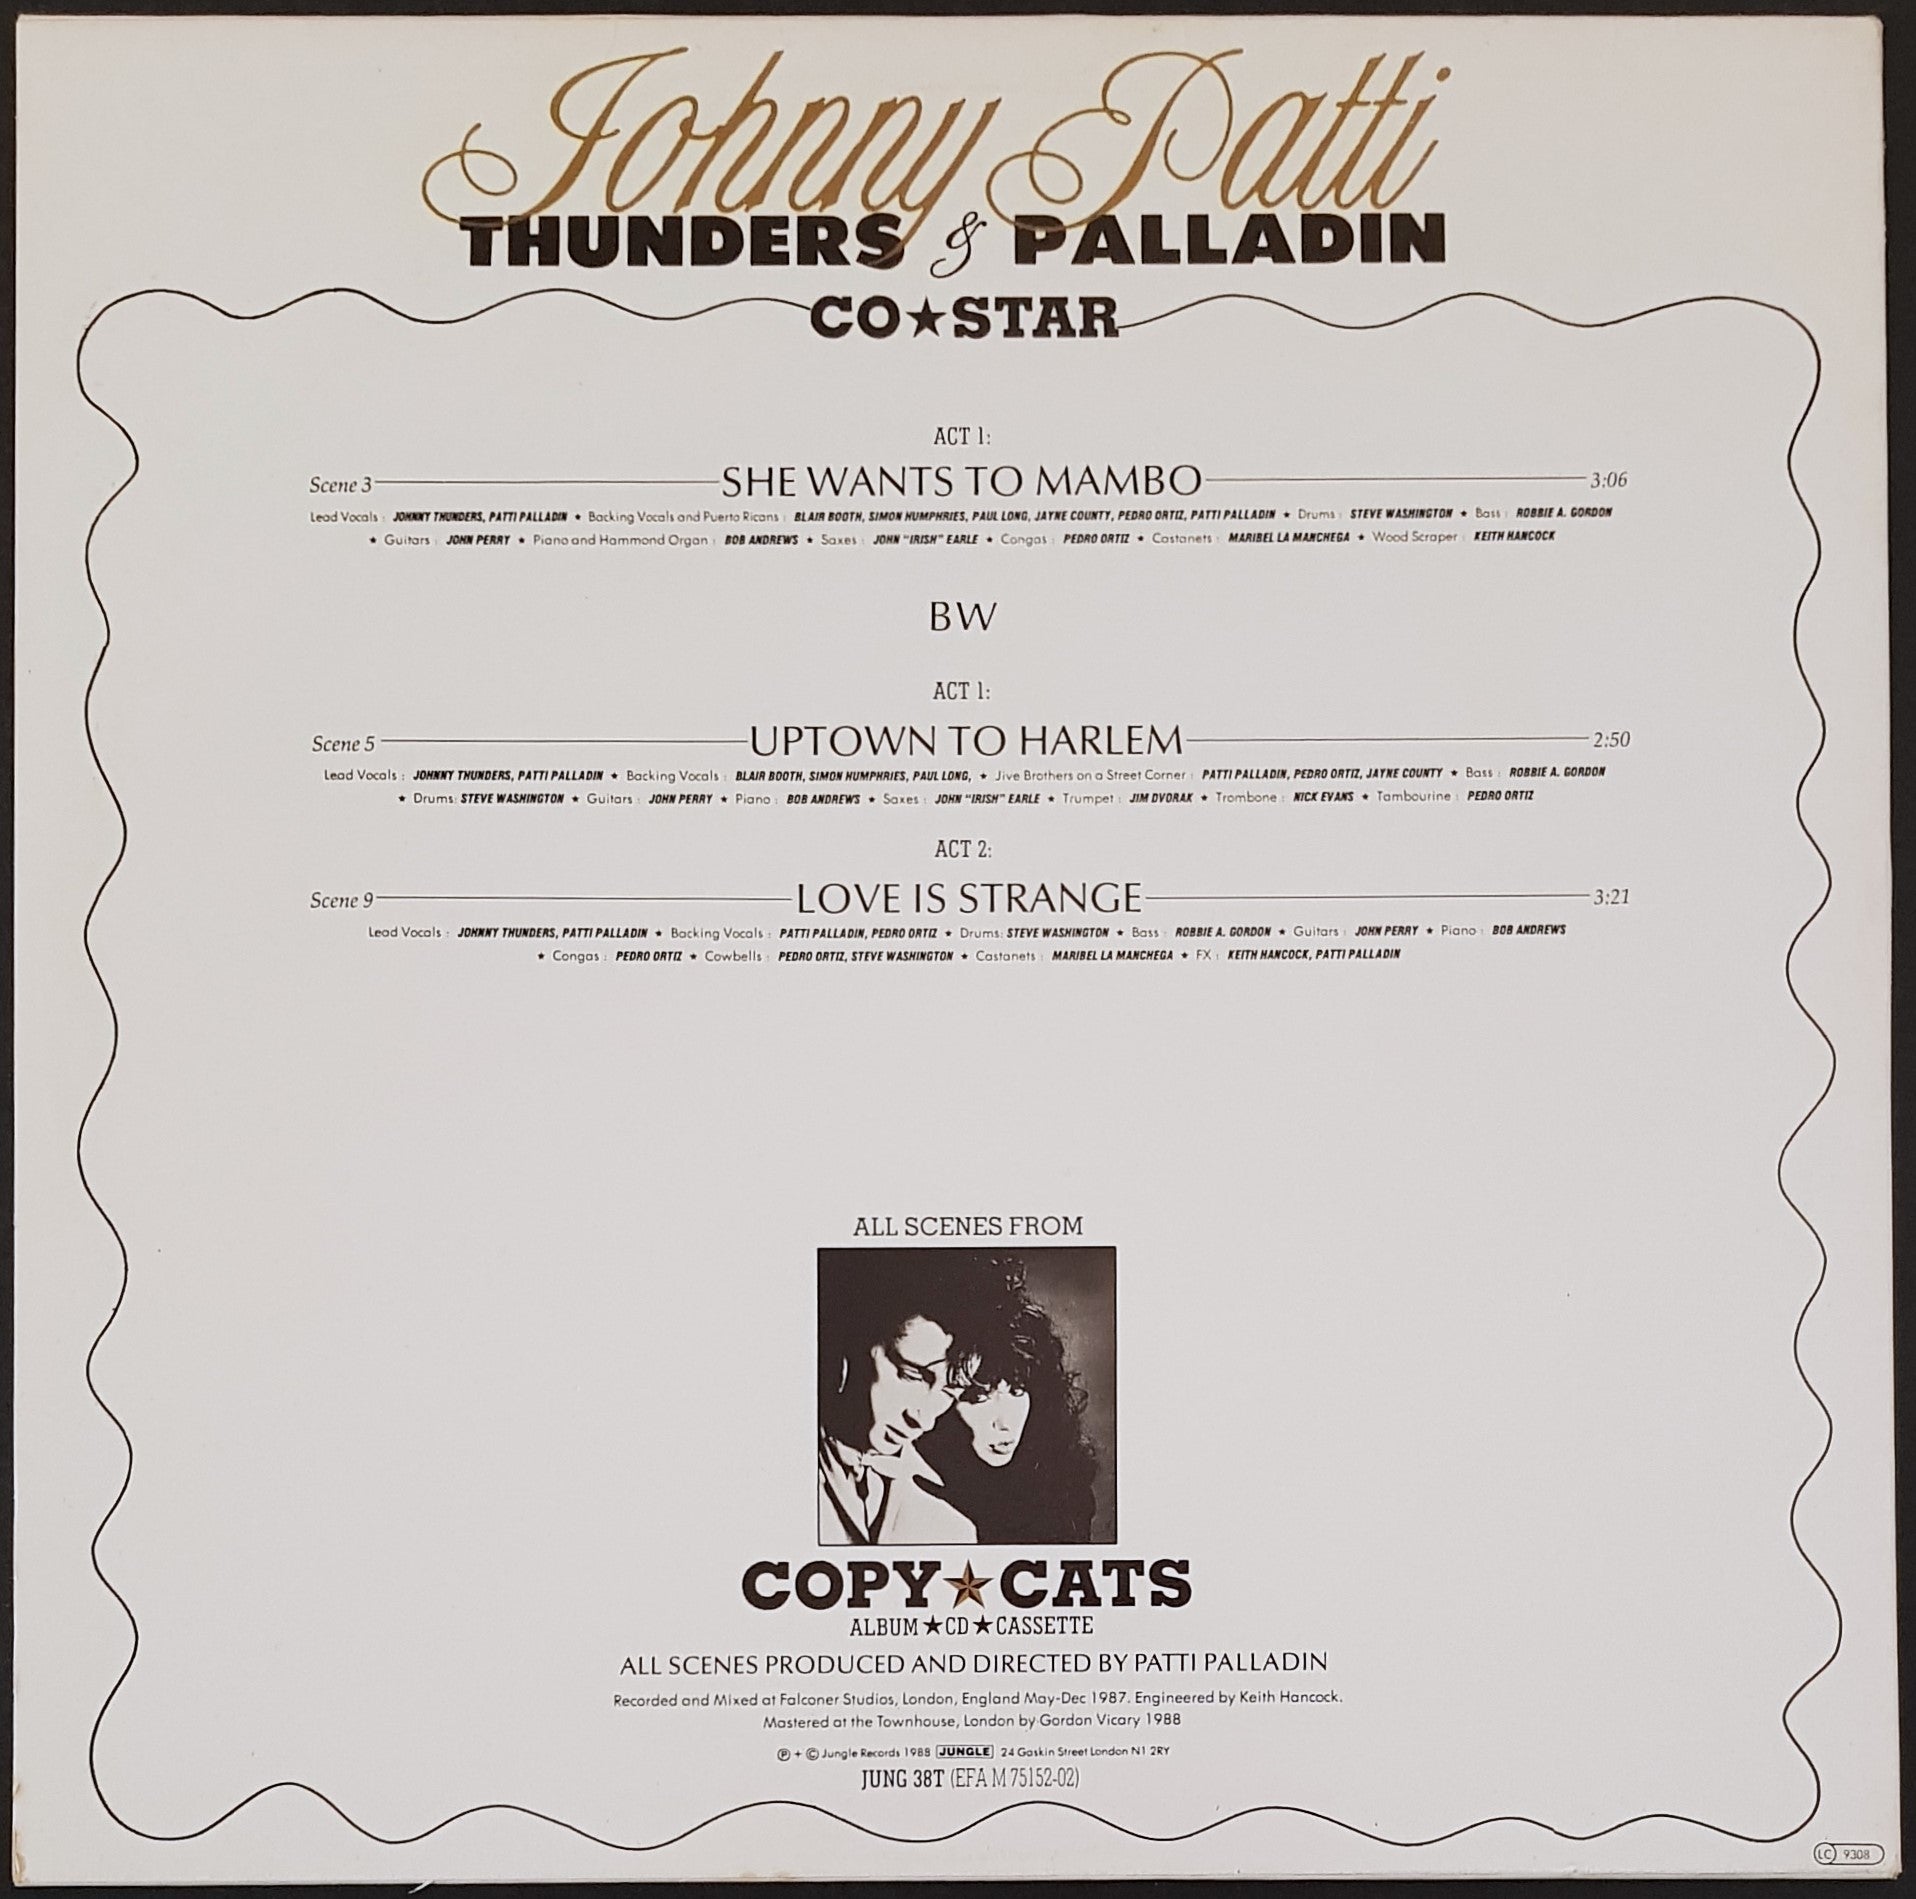 Johnny Patti
THUNDERS & PALLADIN
CO★STAR
ACT 1:
Scene 3 SHE WANTS TO MAMBO 3:06
Lead Vocals : JOHNNY THUNDERS, PATTI PALLADIN ★ Backing Vocals and Puerto Ricans : BLAIR BOOTH, SIMON HUMPHRIES, PAUL LONG, JAYNE COUNTY, PEDRO ORTIZ, PATTI PALLADIN ★ Drums : STEVE WASHINGTON ★ Bass : ROBBIE A. GORDON
★ Guitars : JOHN PERRY ★ Piano and Hammond Organ : BOB ANDREWS ★ Saxes : JOHN "IRISH" EARLE ★ Congas : PEDRO ORTIZ ★ Castanets : MARIBEL LA MANCHEGA ★ Wood Scraper : KEITH HANCOCK
BW
ACT 1:
Scene 5 UPTOWN TO HARLEM 2:50
Lead Vocals : JOHNNY THUNDERS, PATTI PALLADIN ★ Backing Vocals : BLAIR BOOTH, SIMON HUMPHRIES, PAUL LONG, ★ Jive Brothers on a Street Corner : PATTI PALLADIN, PEDRO ORTIZ, JAYNE COUNTY ★ Bass : ROBBIE A. GORDON
★ Drums: STEVE WASHINGTON ★ Guitars : JOHN PERRY ★ Piano : BOB ANDREWS ★ Saxes : JOHN "IRISH" EARLE ★ Trumpet : JIM DVORAK ★ Trombone : NICK EVANS ★ Tambourine : PEDRO ORTIZ
ACT 2:
Scene 9 LOVE IS STRANGE 3:21
Lead Vocals : JOHNNY THUNDERS, PATTI PALLADIN ★ Backing Vocals : PATTI PALLADIN, PEDRO ORTIZ ★ Drums: STEVE WASHINGTON ★ Bass : ROBBIE A. GORDON ★ Guitars : JOHN PERRY ★ Piano : BOB ANDREWS
★ Congas : PEDRO ORTIZ ★ Cowbells : PEDRO ORTIZ, STEVE WASHINGTON ★ Castanets : MARIBEL LA MANCHEGA ★ FX : KEITH HANCOCK, PATTI PALLADIN
ALL SCENES FROM
COPY★CATS
ALBUM★CD★CASSETTE
ALL SCENES PRODUCED AND DIRECTED BY PATTI PALLADIN
Recorded and Mixed at Falconer Studios, London, England May-Dec 1987. Engineered by Keith Hancock.
Mastered at the Townhouse, London by Gordon Vicary 1988
℗ + © Jungle Records 1988 JUNGLE 24 Gaskin Street London N1 2RY
JUNG 38T (EFA M 75152-02)
LC 9308